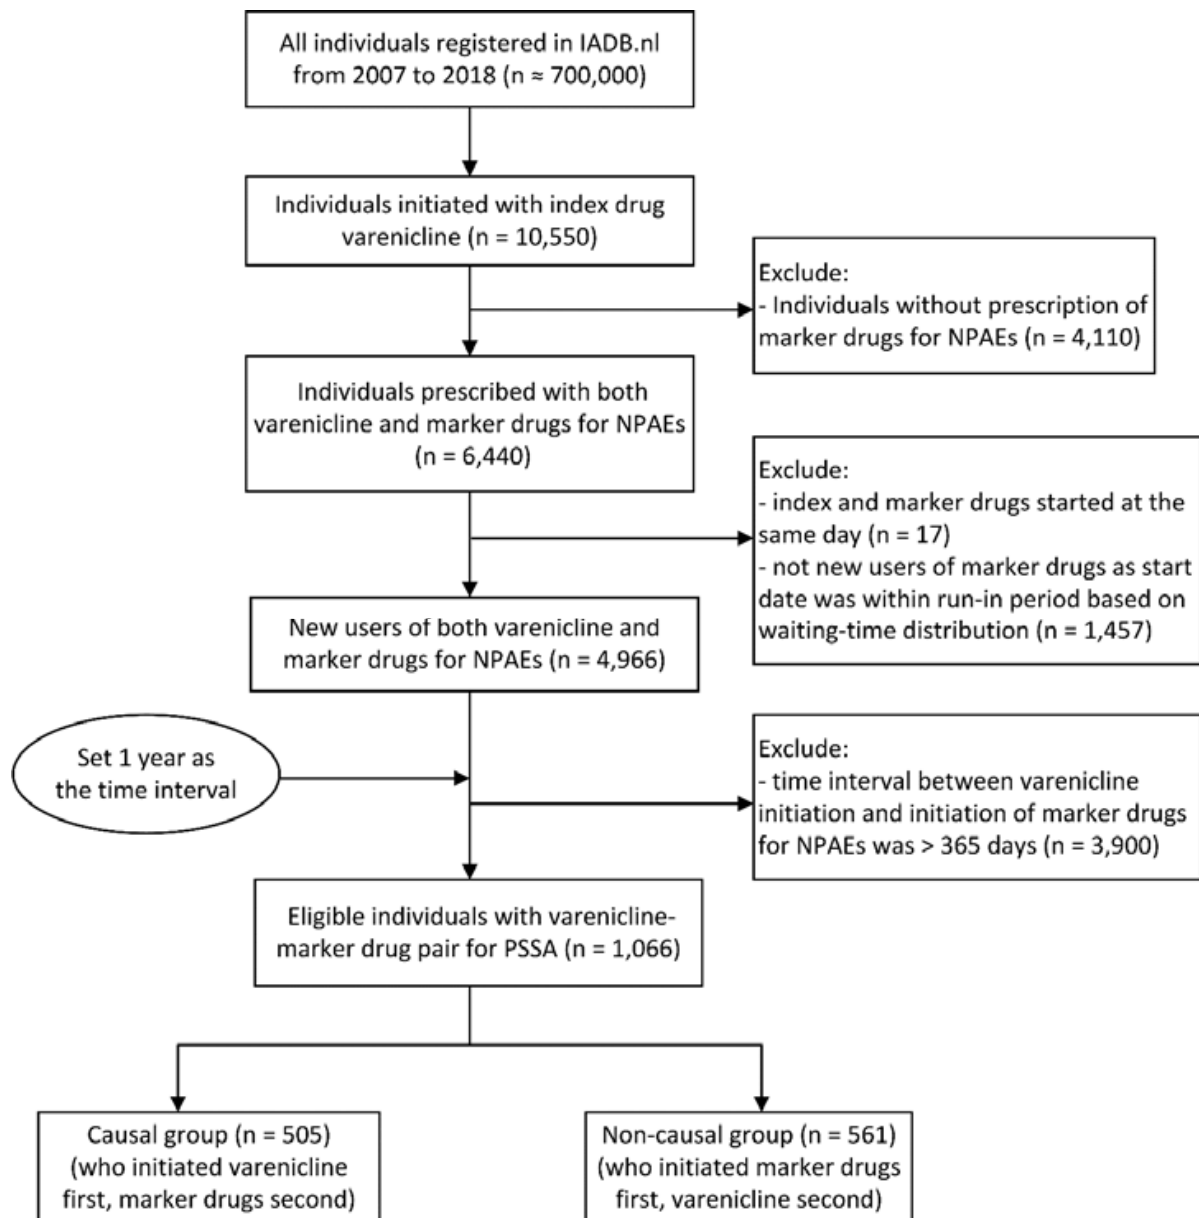 All individuals registered in IADB.nl
from 2007 to 2018 (n ≈ 700,000)
Individuals initiated with index drug
varenicline (n = 10,550)
Exclude:
- Individuals without prescription of
marker drugs for NPAEs (n = 4,110)
Individuals prescribed with both
varenicline and marker drugs for NPAEs
(n = 6,440)
Exclude:
- index and marker drugs started at the
same day (n = 17)
- not new users of marker drugs as start
date was within run-in period based on
waiting-time distribution (n = 1,457)
New users of both varenicline and
marker drugs for NPAEs (n = 4,966)
Set 1 year as
the time interval
Exclude:
- time interval between varenicline
initiation and initiation of marker drugs
for NPAEs was > 365 days (n = 3,900)
Eligible individuals with varenicline-
marker drug pair for PSSA (n = 1,066)
Causal group (n = 505)
(who initiated varenicline
first, marker drugs second)
Non-causal group (n = 561)
(who initiated marker drugs
first, varenicline second)